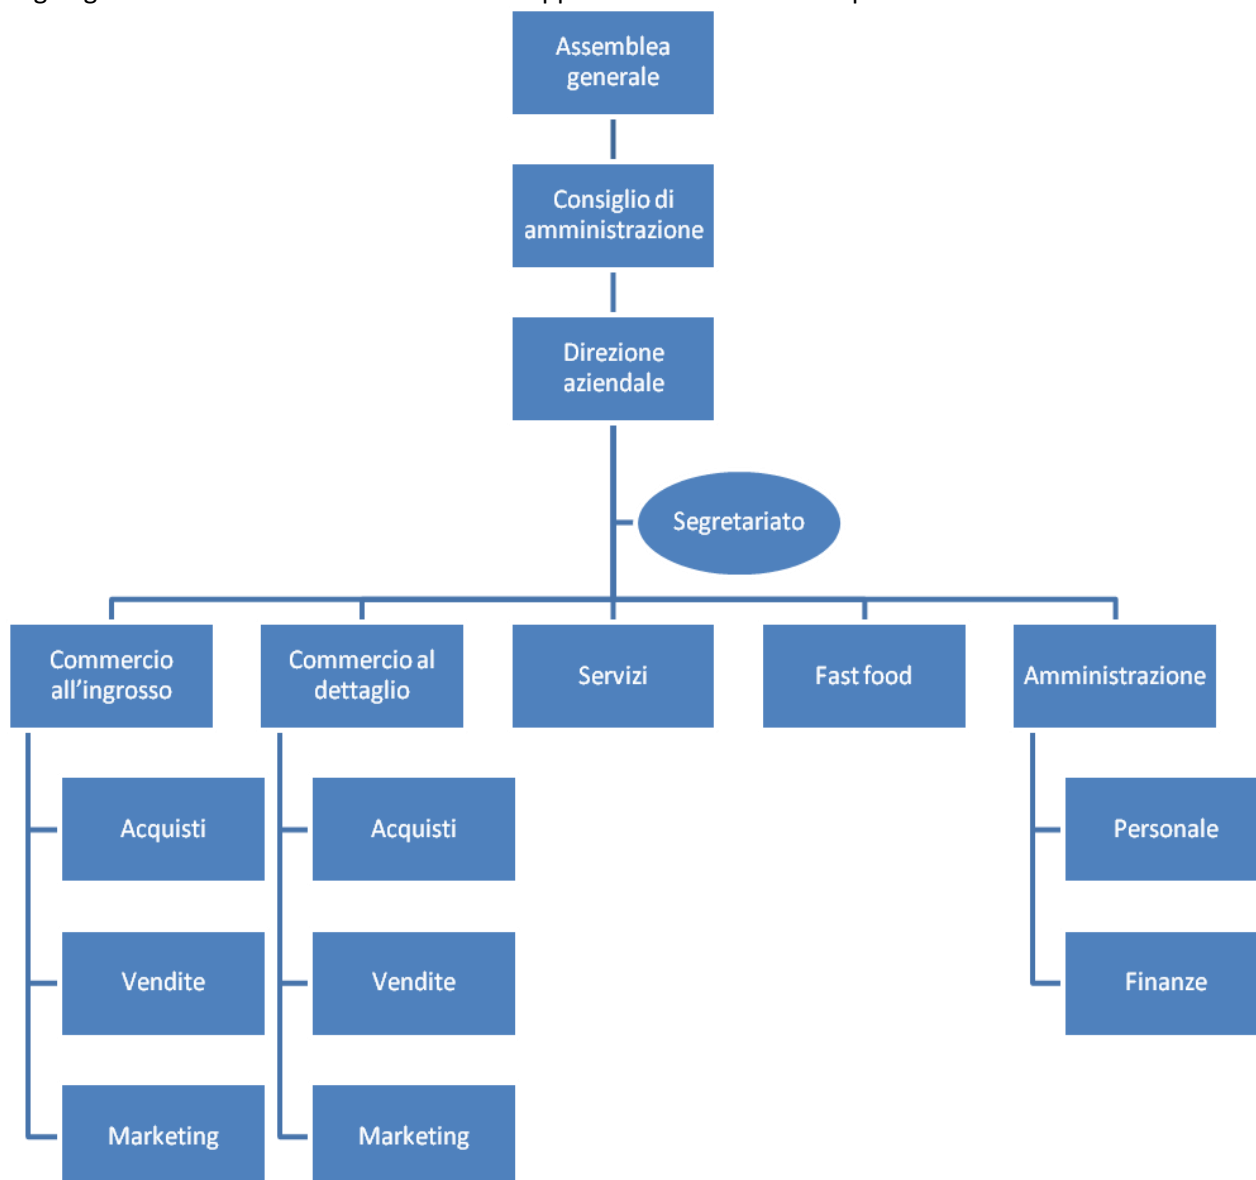 Assemblea
generale
Consiglio di
amministrazione
Direzione
aziendale
Segretariato
Commercio
all'ingrosso
Commercio al
dettaglio
Servizi
Fast food
Amministrazione
Acquisti
Acquisti
Personale
Vendite
Vendite
Finanze
Marketing
Marketing